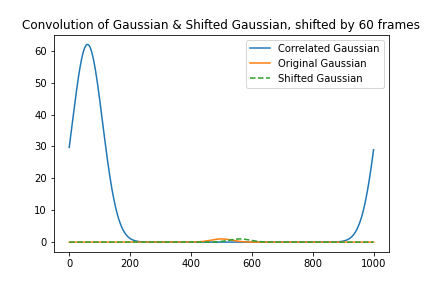 Convolution of Gaussian & Shifted Gaussian, shifted by 60 frames
Correlated Gaussian
Original Gaussian
Shifted Gaussian
60
50
40
30
20
10
0
0 200 400 600 800 1000